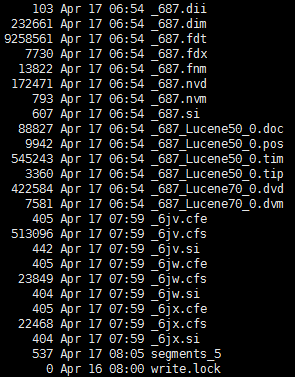 103 Apr 17 06:54 _687.dii
232661 Apr 17 06:54 _687.dim
9258561 Apr 17 06:54 _687.fdt
7730 Apr 17 06:54 _687.fdx
13822 Apr 17 06:54 _687.fnm
172471 Apr 17 06:54 _687.nvd
793 Apr 17 06:54 _687.nvm
607 Apr 17 06:54 _687.si
88827 Apr 17 06:54 _687_Lucene50_0.doc
9942 Apr 17 06:54 _687_Lucene50_0.pos
545243 Apr 17 06:54 _687_Lucene50_0.tim
3360 Apr 17 06:54 _687_Lucene50_0.tip
422584 Apr 17 06:54 _687_Lucene70_0.dvd
7581 Apr 17 06:54 _687_Lucene70_0.dvm
405 Apr 17 07:59 _6jv.cfe
513096 Apr 17 07:59 _6jv.cfs
442 Apr 17 07:59 _6jv.si
405 Apr 17 07:59 _6jw.cfe
23849 Apr 17 07:59 _6jw.cfs
404 Apr 17 07:59 _6jw.si
405 Apr 17 07:59 _6jx.cfe
22468 Apr 17 07:59 _6jx.cfs
404 Apr 17 07:59 _6jx.si
537 Apr 17 08:05 segments_5
0 Apr 16 08:00 write.lock